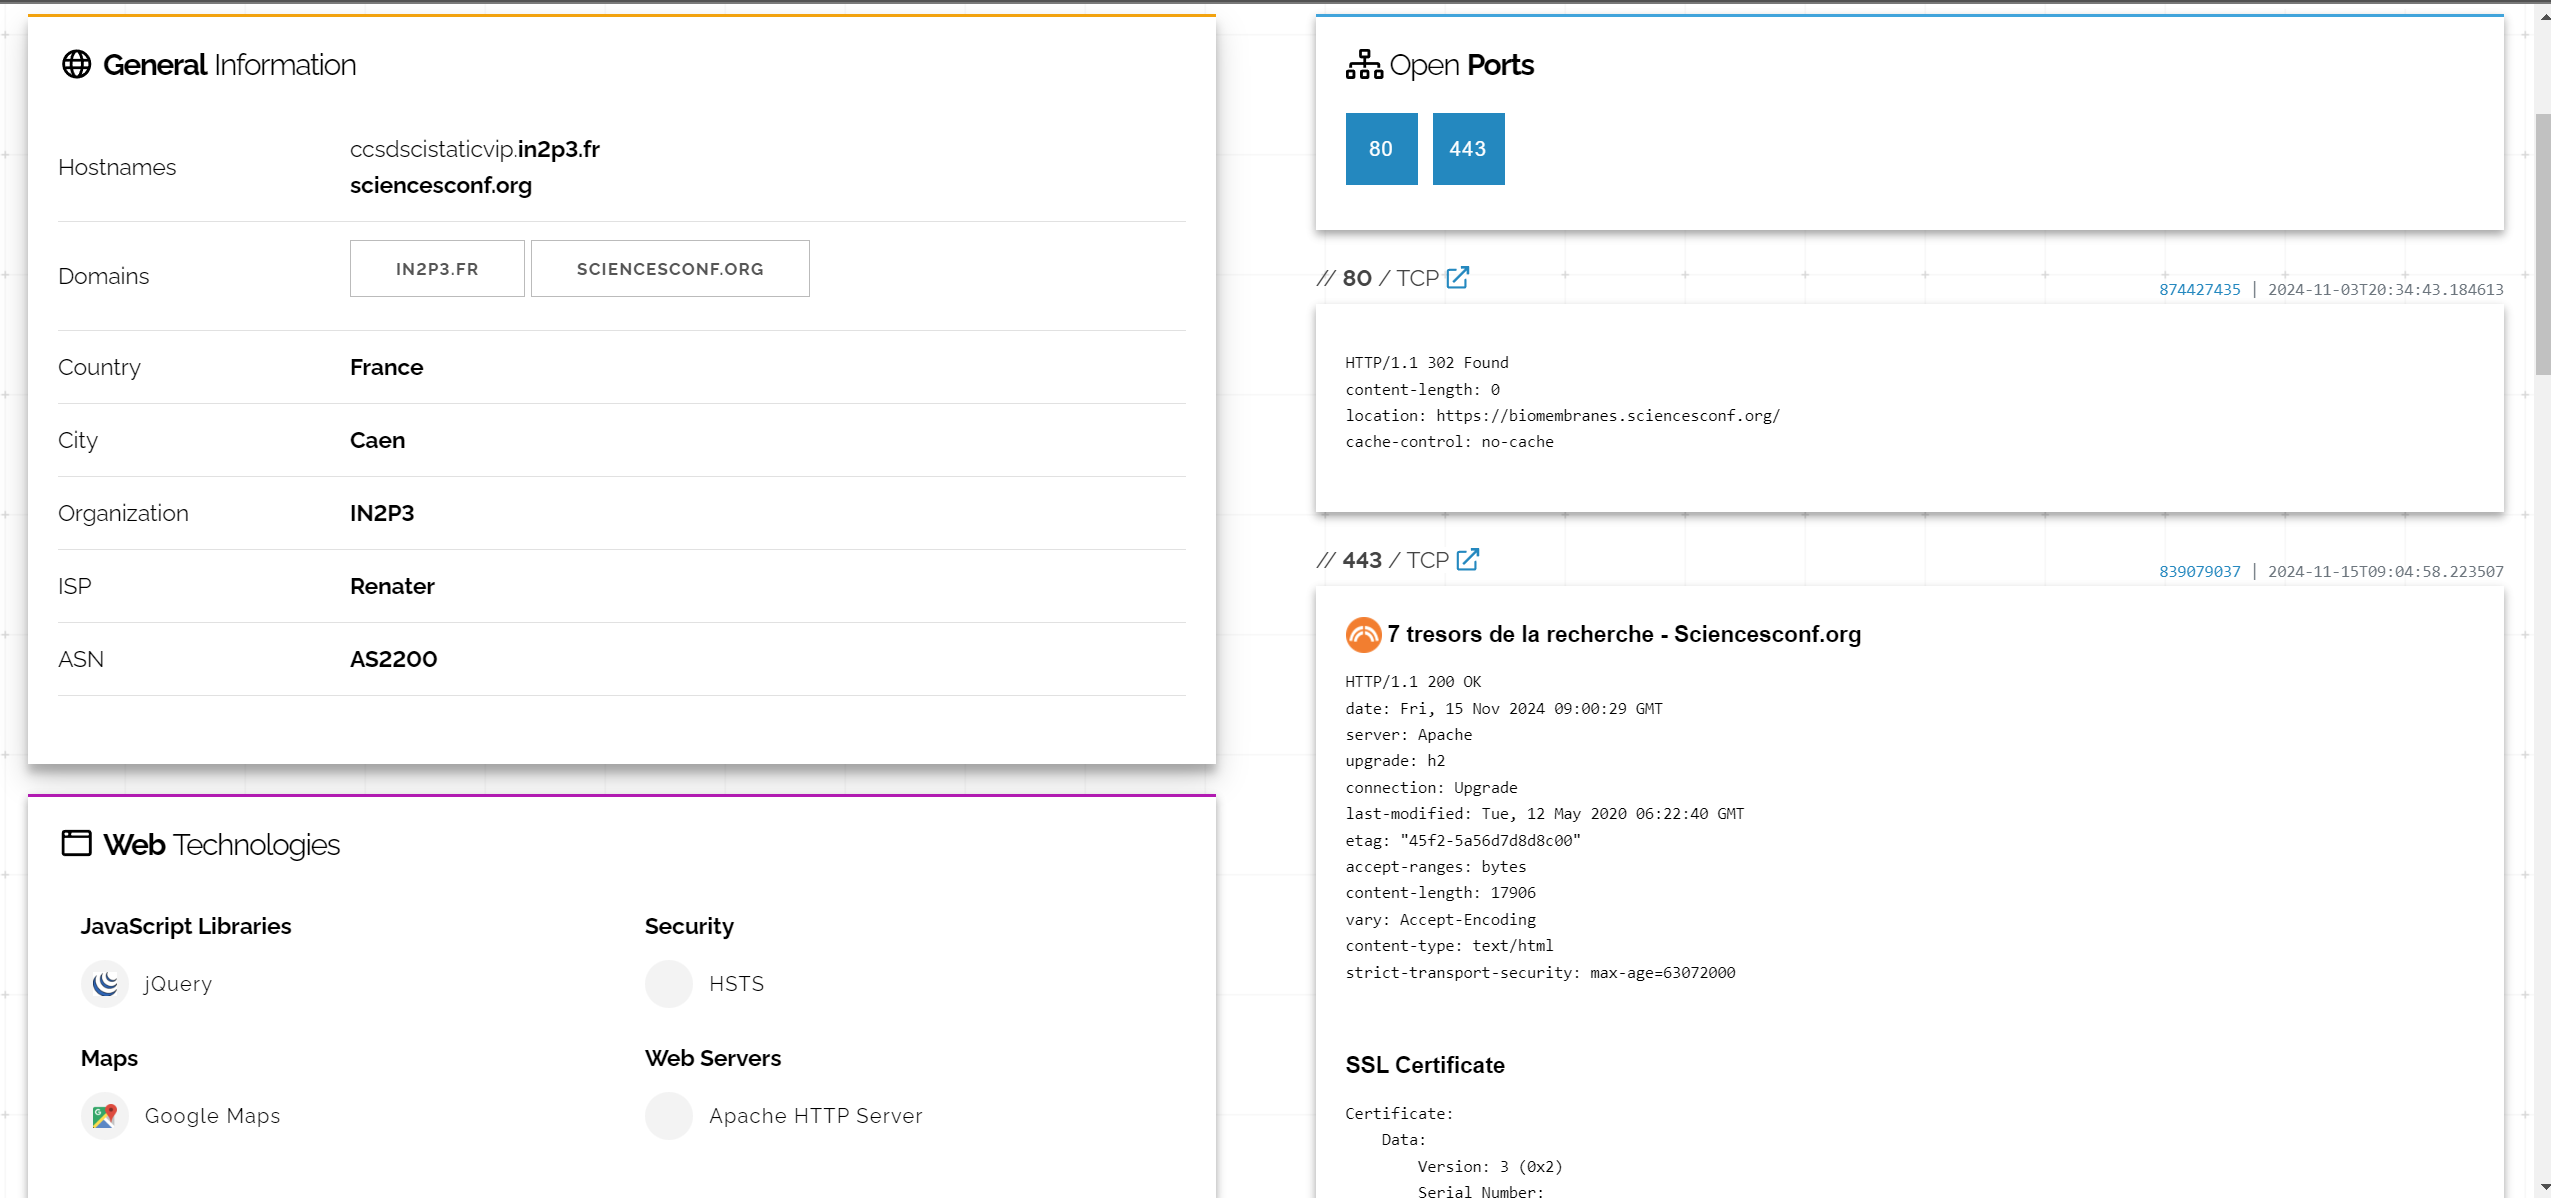 General Information
Hostnames
ccsdscistaticvip.in2p3.fr
sciencesconf.org
Domains
IN2P3.FR SCIENCESCONF.ORG
Country France
City Caen
Organization IN2P3
ISP Renater
ASN AS2200
Web Technologies
JavaScript Libraries
jQuery
Security
HSTS
Maps
Google Maps
Web Servers
Apache HTTP Server
Open Ports
80 443
// 80 / TCP
874427435 | 2024-11-03T20:34:43.184613
HTTP/1.1 302 Found
content-length: 0
location: https://biomembranes.sciencesconf.org/
cache-control: no-cache
// 443 / TCP
839079037 | 2024-11-15T09:04:58.223507
7 tresors de la recherche - Sciencesconf.org
HTTP/1.1 200 OK
date: Fri, 15 Nov 2024 09:00:29 GMT
server: Apache
upgrade: h2
connection: Upgrade
last-modified: Tue, 12 May 2020 06:22:40 GMT
etag: "45f2-5a56d7d8d8c00"
accept-ranges: bytes
content-length: 17906
vary: Accept-Encoding
content-type: text/html
strict-transport-security: max-age=63072000
SSL Certificate
Certificate:
Data:
Version: 3 (0x2)
Serial Number: